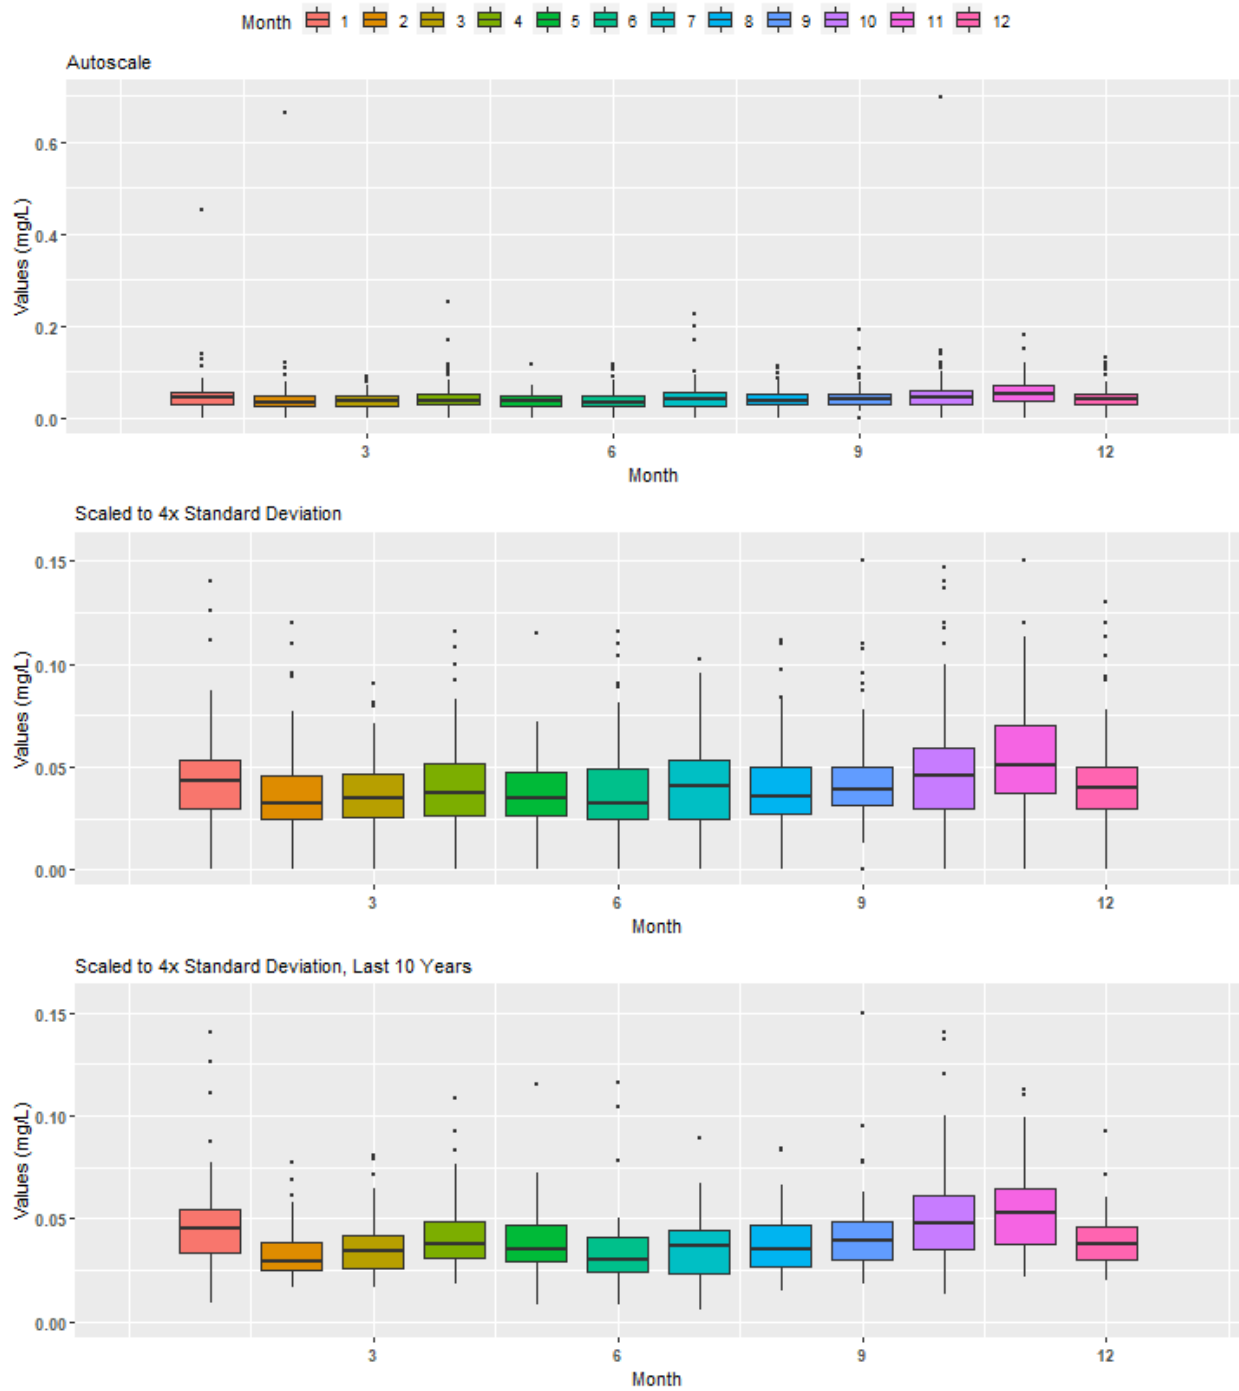 Month 1 2 3 4 5 6 7 8 9 10 11 12
Autoscale
Values (mg/L)
0.6
0.4
0.2
0.0
3 6 9 12
Month
Scaled to 4x Standard Deviation
Values (mg/L)
0.15
0.10
0.05
0.00
3 6 9 12
Month
Scaled to 4x Standard Deviation, Last 10 Years
Values (mg/L)
0.15
0.10
0.05
0.00
3 6 9 12
Month